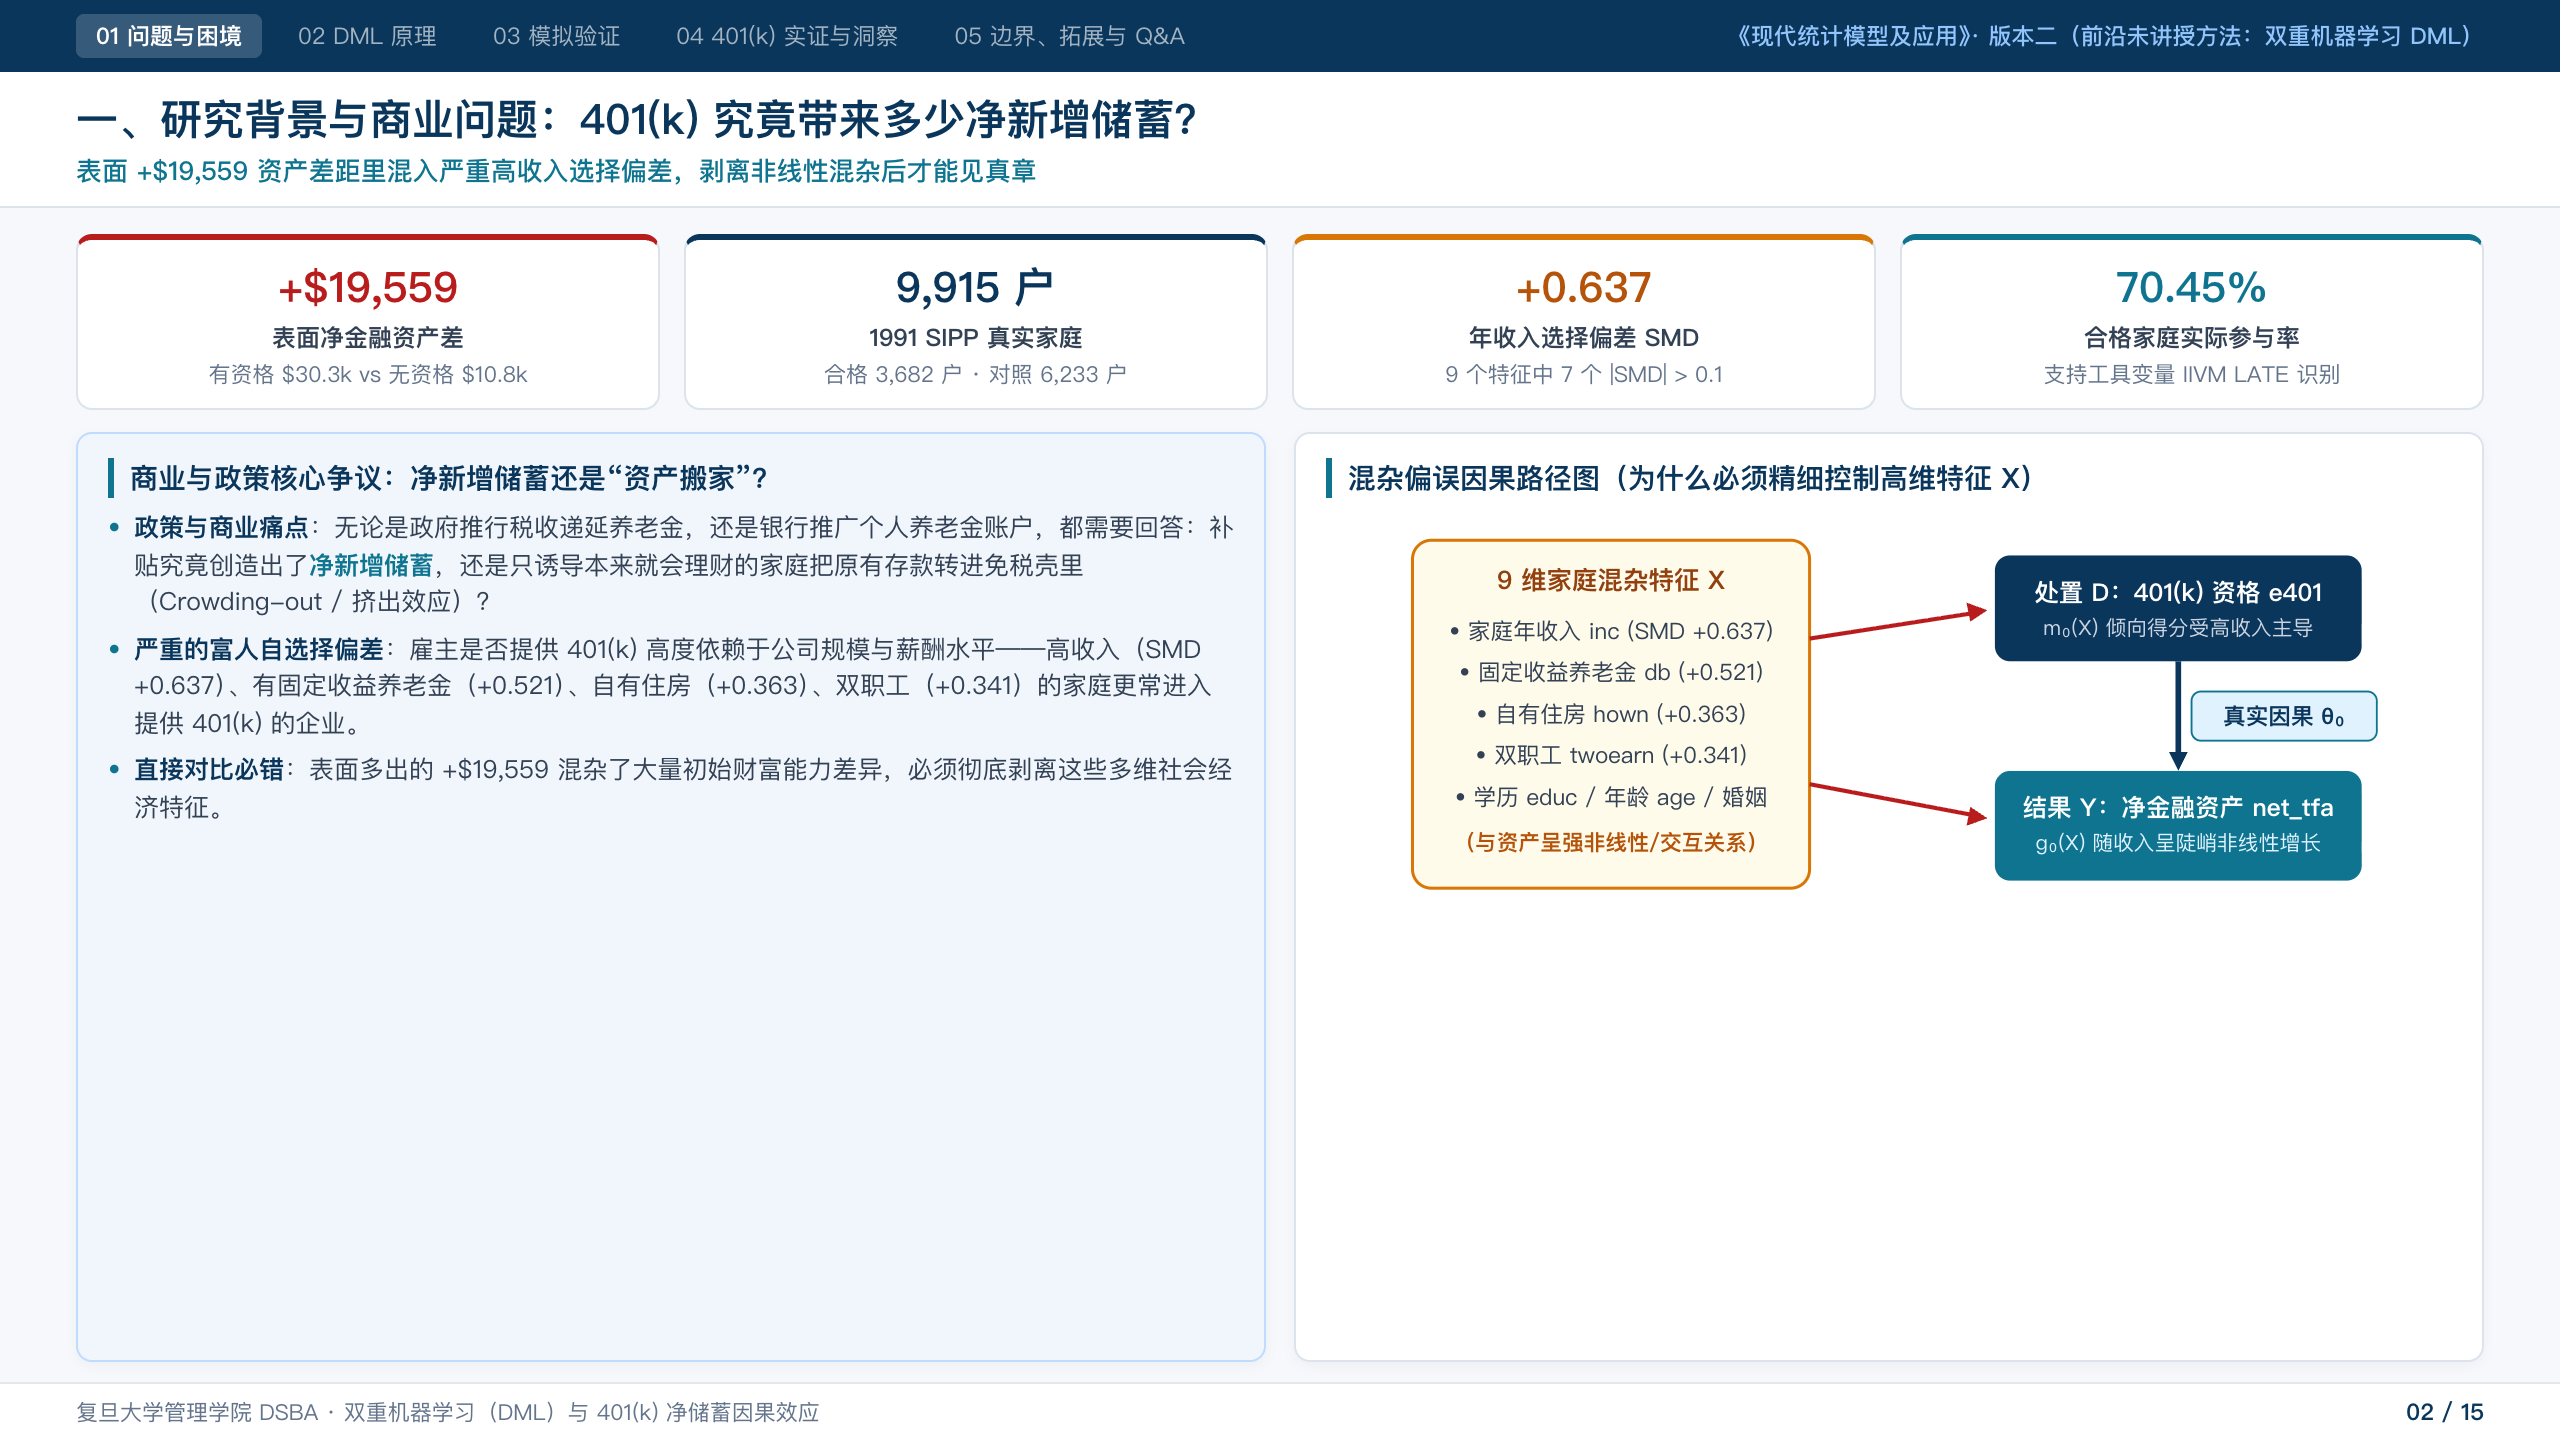 01 问题与困境
02 DML 原理
03 模拟验证
04 401(k) 实证与洞察
05 边界、拓展与 Q&A
《现代统计模型及应用》· 版本二（前沿未讲授方法：双重机器学习 DML）
一、研究背景与商业问题：401(k) 究竟带来多少净新增储蓄？
表面 +$19,559 资产差距里混入严重高收入选择偏差，剥离非线性混杂后才能见真章
+$19,559
表面净金融资产差
有资格 $30.3k vs 无资格 $10.8k
9,915 户
1991 SIPP 真实家庭
合格 3,682 户 · 对照 6,233 户
+0.637
年收入选择偏差 SMD
9 个特征中 7 个 |SMD| > 0.1
70.45%
合格家庭实际参与率
支持工具变量 IIVM LATE 识别
商业与政策核心争议：净新增储蓄还是“资产搬家”？
• 政策与商业痛点：无论是政府推行税收递延养老金，还是银行推广个人养老金账户，都需要回答：补
贴究竟创造出了净新增储蓄，还是只诱导本来就会理财的家庭把原有存款转进免税壳里
（Crowding-out / 挤出效应）?
• 严重的富人自选择偏差：雇主是否提供 401(k) 高度依赖于公司规模与薪酬水平——高收入（SMD
+0.637）、有固定收益养老金（+0.521）、自有住房（+0.363）、双职工（+0.341）的家庭更常进入
提供 401(k) 的企业。
• 直接对比必错：表面多出的 +$19,559 混杂了大量初始财富能力差异，必须彻底剥离这些多维社会经
济特征。
混杂偏误因果路径图（为什么必须精细控制高维特征 X）
9 维家庭混杂特征 X
• 家庭年收入 inc (SMD +0.637)
• 固定收益养老金 db (+0.521)
• 自有住房 hown (+0.363)
• 双职工 twoearn (+0.341)
• 学历 educ / 年龄 age / 婚姻
（与资产呈强非线性/交互关系）
处置 D：401(k) 资格 e401
m₀(X) 倾向得分受高收入主导
真实因果 θ₀
结果 Y：净金融资产 net_tfa
g₀(X) 随收入呈陡峭非线性增长
复旦大学管理学院 DSBA · 双重机器学习（DML）与 401(k) 净储蓄因果效应
02 / 15